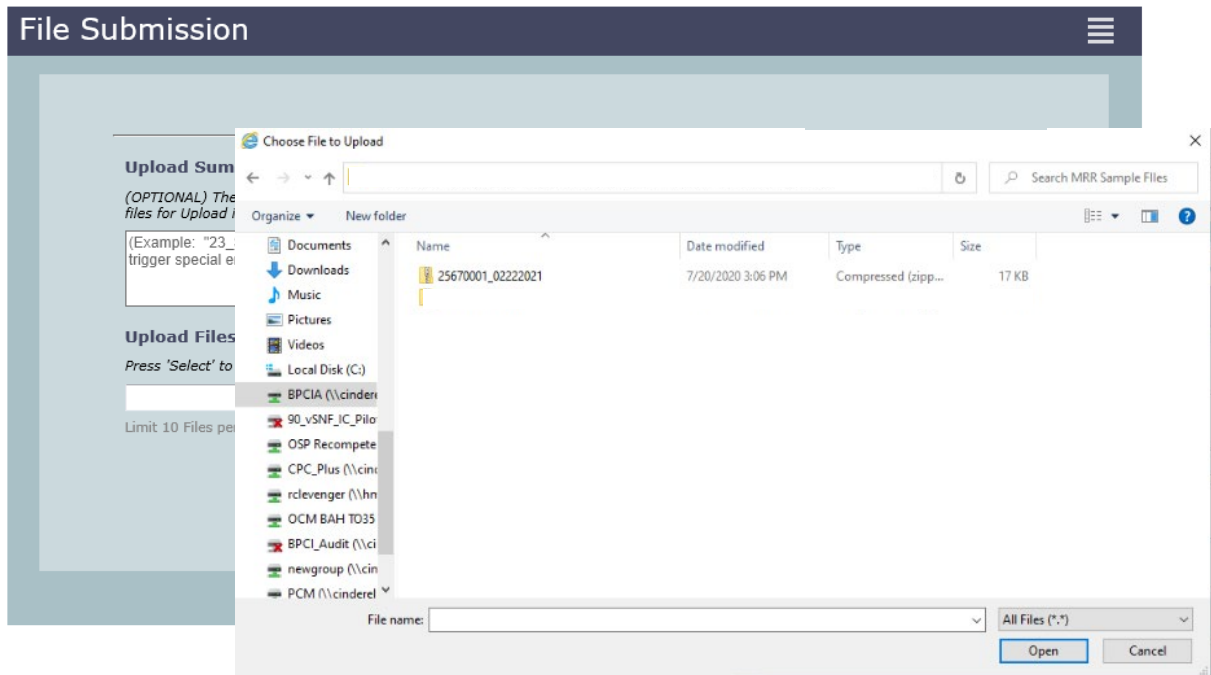 File Submission
Choose File to Upload
Upload Sum
(OPTIONAL) The
files for Upload i
(Example: "23_
trigger special e
Upload Files
Press 'Select' to
Limit 10 Files pe
Search MRR Sample FIles
Organize
New folder
Documents
Downloads
Music
Pictures
Videos
Local Disk (C:)
BPCIA (\\cindere
90_vSNF_IC_Pilo
OSP Recompete
CPC_Plus (\\cind
rclevenger (\\hn
OCM BAH TO35
BPCI_Audit (\\ci
newgroup (\\cin
PCM (\\cinderel
Name
Date modified
Type
Size
25670001_02222021
7/20/2020 3:06 PM
Compressed (zipp...
17 KB
File name:
All Files (*.*)
Open
Cancel